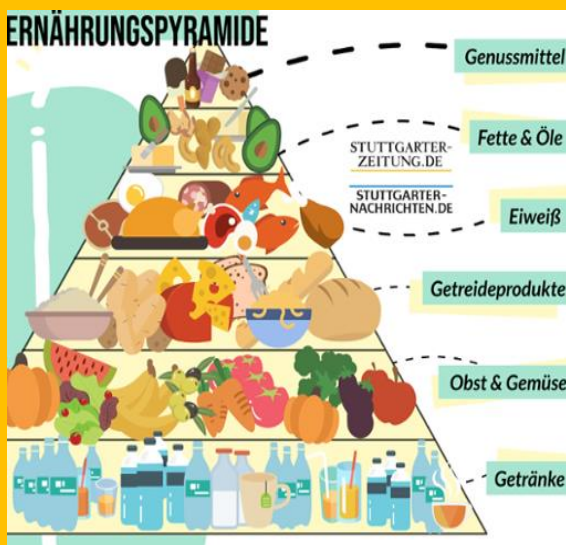 ERNÄHRUNGSPYRAMIDE
Genussmittel
Fette & Öle
STUTTGARTER-
ZEITUNG.DE
STUTTGARTER-
NACHRICHTEN.DE
Eiweiß
Getreideprodukte
Obst & Gemüse
Getränke